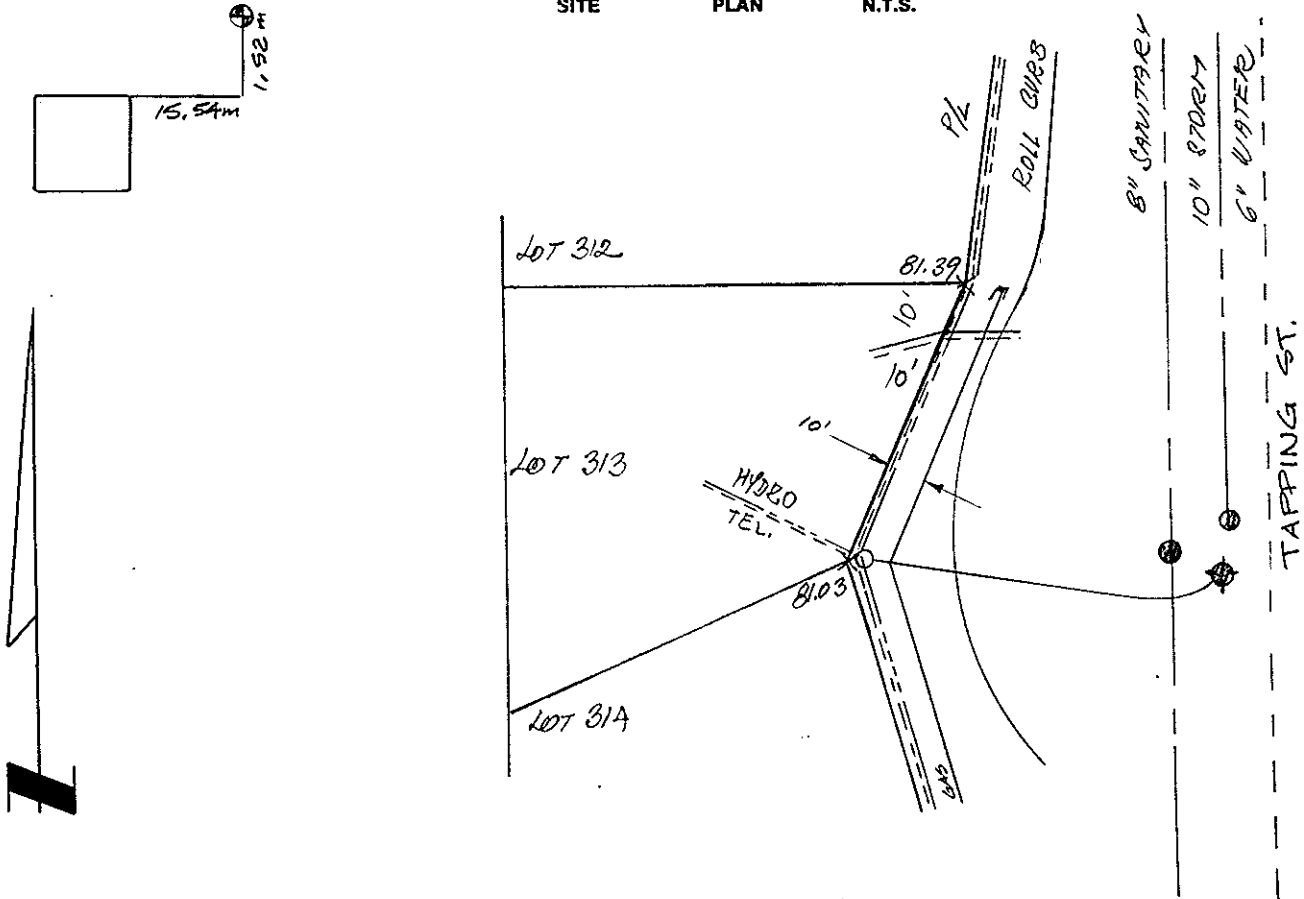 SITE PLAN N.T.S.
1.52m
15.54m
P/L
ROLL CURB
8" SANITARY
10" STORM
6" WATER
LOT 312
81.39
10'
10'
10'
LOT 313
HYDRO
TEL.
81.03
LOT 314
GAS
TAPPING ST.